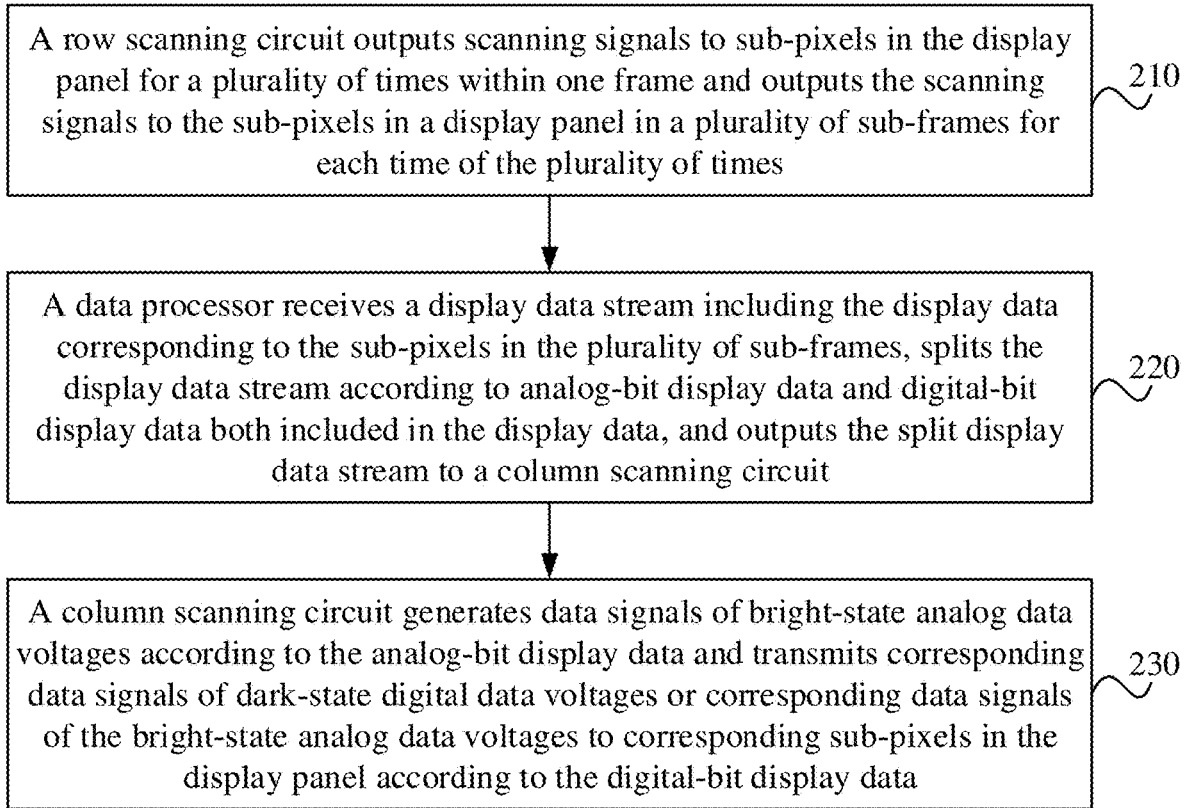 A row scanning circuit outputs scanning signals to sub-pixels in the display
panel for a plurality of times within one frame and outputs the scanning
signals to the sub-pixels in a display panel in a plurality of sub-frames for
each time of the plurality of times
210
A data processor receives a display data stream including the display data
corresponding to the sub-pixels in the plurality of sub-frames, splits the
display data stream according to analog-bit display data and digital-bit
display data both included in the display data, and outputs the split display
data stream to a column scanning circuit
220
A column scanning circuit generates data signals of bright-state analog data
voltages according to the analog-bit display data and transmits corresponding
data signals of dark-state digital data voltages or corresponding data signals
of the bright-state analog data voltages to corresponding sub-pixels in the
display panel according to the digital-bit display data
230